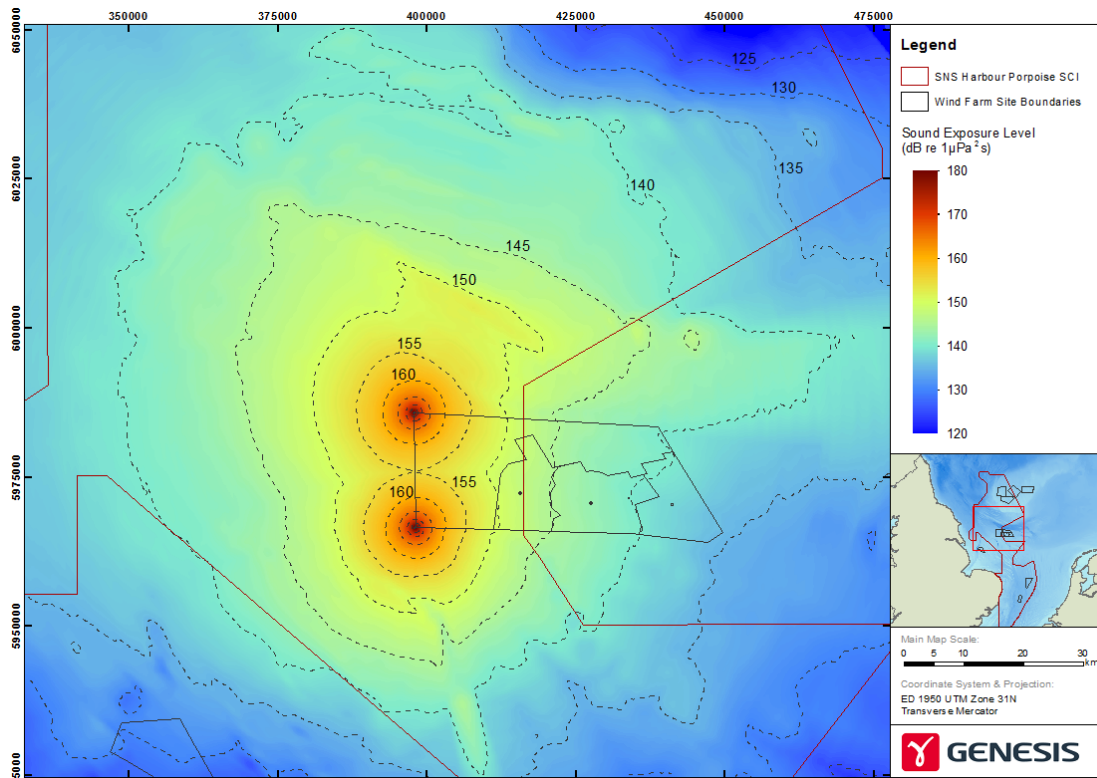 350000 375000 400000 425000 450000 475000
6050000
6025000
6000000
5975000
5950000
5000
125
130
135
140
145
150
155
160
155
160
Legend
SNS Harbour Porpoise SCI
Wind Farm Site Boundaries
Sound Exposure Level
(dB re 1µPa²s)
180
170
160
150
140
130
120
Main Map Scale:
0 5 10 20 30
km
Coordinate System & Projection:
ED 1950 UTM Zone 31N
Transverse Mercator
GENESIS